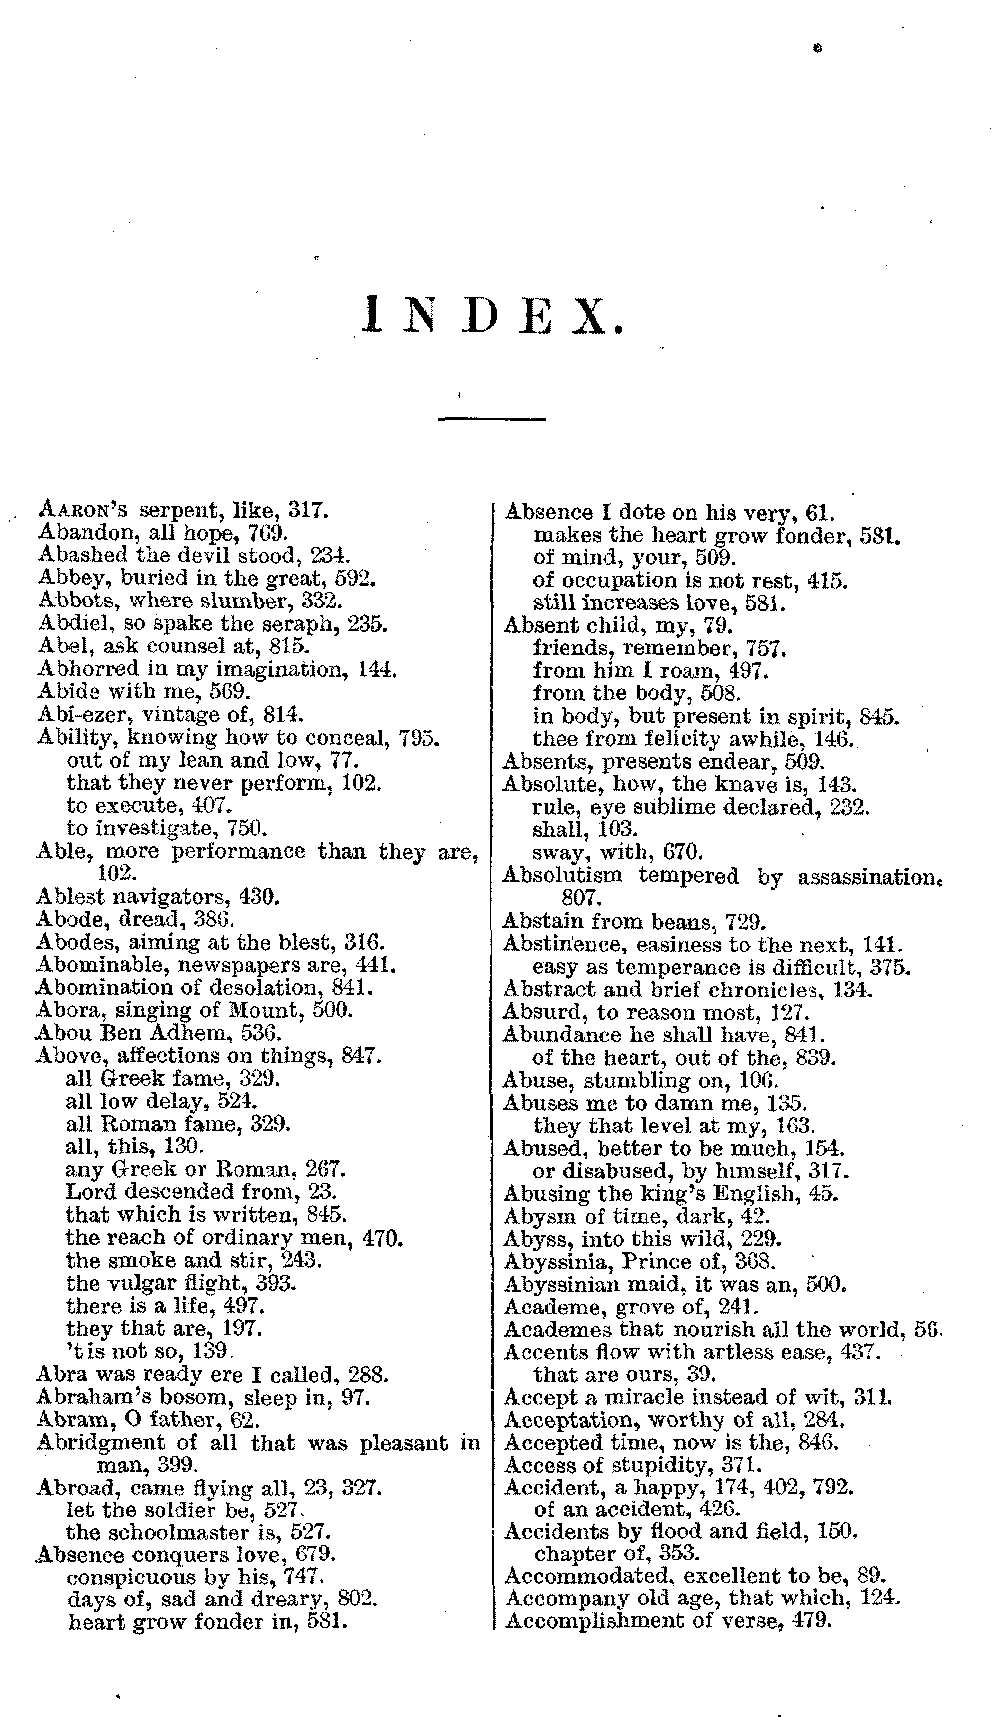 INDEX.
AARON'S serpent, like, 317.
Abandon, all hope, 769.
Abashed the devil stood, 234.
Abbey, buried in the great, 592.
Abbots, where slumber, 332.
Abdiel, so spake the seraph, 235.
Abel, ask counsel at, 815.
Abhorred in my imagination, 144.
Abide with me, 569.
Abi-ezer, vintage of, 814.
Ability, knowing how to conceal, 795.
out of my lean and low, 77.
that they never perform, 102.
to execute, 407.
to investigate, 750.
Able, more performance than they are,
102.
Ablest navigators, 430.
Abode, dread, 386.
Abodes, aiming at the blest, 316.
Abominable, newspapers are, 441.
Abomination of desolation, 841.
Abora, singing of Mount, 500.
Abou Ben Adhem, 536.
Above, affections on things, 847.
all Greek fame, 329.
all low delay, 524.
all Roman fame, 329.
all, this, 130.
any Greek or Roman, 267.
Lord descended from, 23.
that which is written, 845.
the reach of ordinary men, 470.
the smoke and stir, 243.
the vulgar flight, 393.
there is a life, 497.
they that are, 197.
't is not so, 139.
Abra was ready ere I called, 288.
Abraham's bosom, sleep in, 97.
Abram, O father, 62.
Abridgment of all that was pleasant in
man, 399.
Abroad, came flying all, 23, 327.
let the soldier be, 527.
the schoolmaster is, 527.
Absence conquers love, 679.
conspicuous by his, 747.
days of, sad and dreary, 802.
heart grow fonder in, 581.
Absence I dote on his very, 61.
makes the heart grow fonder, 581.
of mind, your, 509.
of occupation is not rest, 415.
still increases love, 581.
Absent child, my, 79.
friends, remember, 757.
from him I roam, 497.
from the body, 508.
in body, but present in spirit, 845.
thee from felicity awhile, 146.
Absents, presents endear, 509.
Absolute, how, the knave is, 143.
rule, eye sublime declared, 232.
shall, 103.
sway, with, 670.
Absolutism tempered by assassination,
807.
Abstain from beans, 729.
Abstinence, easiness to the next, 141.
easy as temperance is difficult, 375.
Abstract and brief chronicles, 134.
Absurd, to reason most, 127.
Abundance he shall have, 841.
of the heart, out of the, 839.
Abuse, stumbling on, 106.
Abuses me to damn me, 135.
they that level at my, 163.
Abused, better to be much, 154.
or disabused, by himself, 317.
Abusing the king's English, 45.
Abysm of time, dark, 42.
Abyss, into this wild, 229.
Abyssinia, Prince of, 368.
Abyssinian maid, it was an, 500.
Academe, grove of, 241.
Academes that nourish all the world, 56.
Accents flow with artless ease, 437.
that are ours, 39.
Accept a miracle instead of wit, 311.
Acceptation, worthy of all, 284.
Accepted time, now is the, 846.
Access of stupidity, 371.
Accident, a happy, 174, 402, 792.
of an accident, 426.
Accidents by flood and field, 150.
chapter of, 353.
Accommodated, excellent to be, 89.
Accompany old age, that which, 124.
Accomplishment of verse, 479.